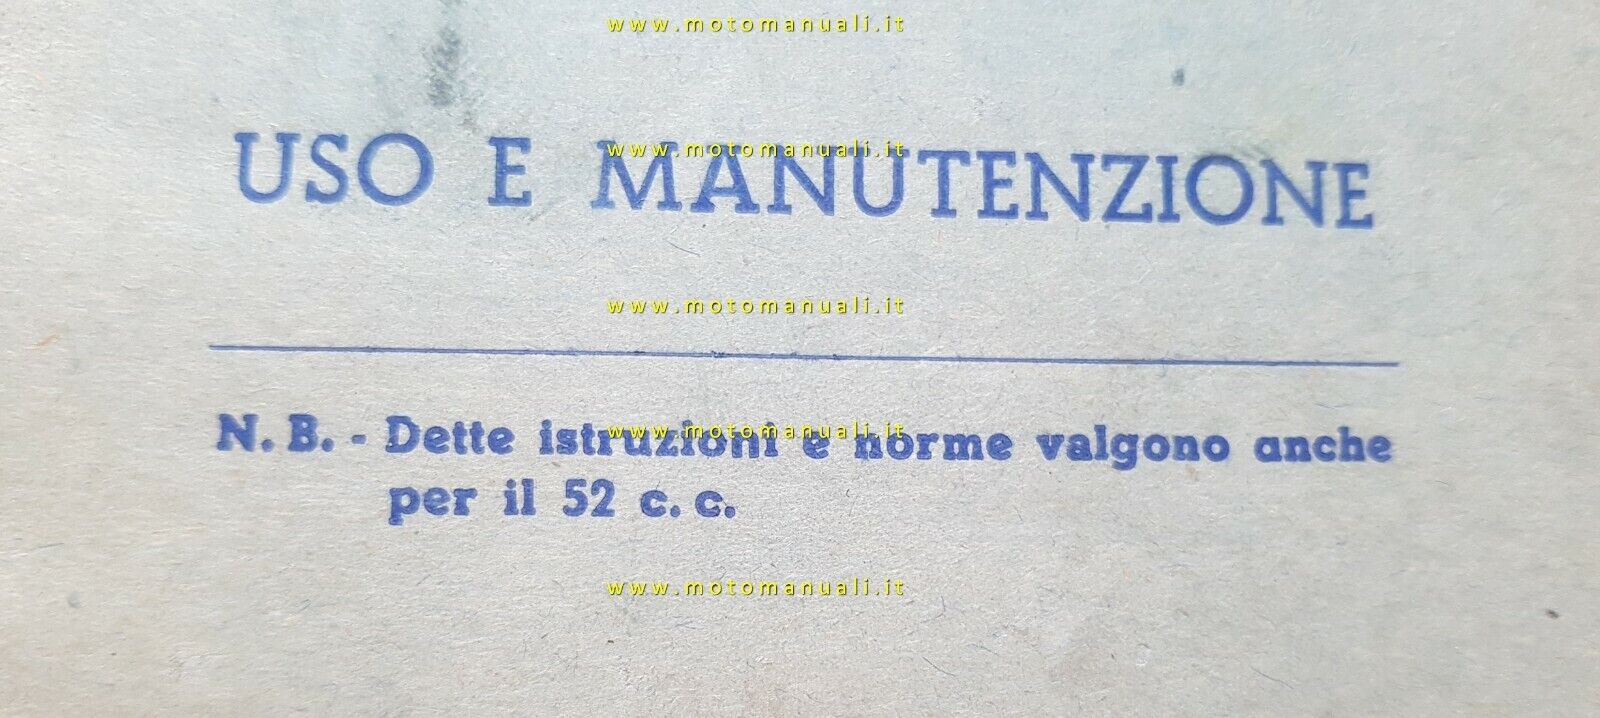 www.motomanuali.it
USO E MANUTENZIONE
www.motomanuali.it
www.motomanuali.it
N. B. - Dette istruzioni e norme valgono anche
www.motomanuali.it
per il 52 c. c.
www.motomanuali.it